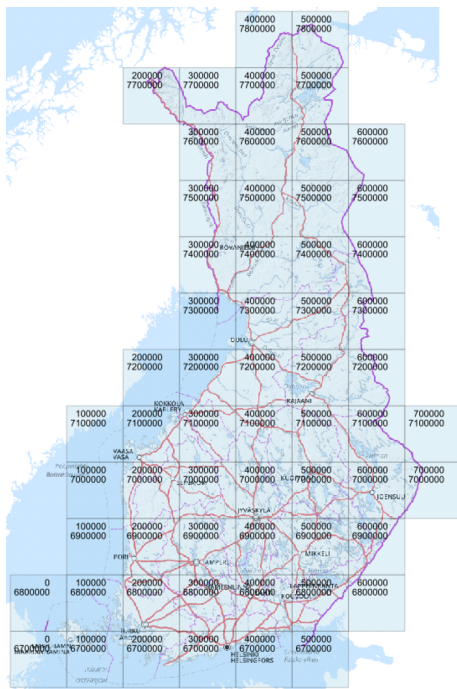 400000 500000
7800000 7800000
200000 300000 400000 500000
7700000 7700000 7700000 7700000
300000 400000 500000 600000
7600000 7600000 7600000 7600000
300000 400000 500000 600000
7500000 7500000 7500000 7500000
300000 400000 500000 600000
7400000 7400000 7400000 7400000
300000 400000 500000 600000
7300000 7300000 7300000 7300000
OULU
200000 300000 400000 500000 600000
7200000 7200000 7200000 7200000 7200000
KAJAANI
KOKKOLA
KARLEBY
100000 200000 300000 400000 500000 600000 700000
7100000 7100000 7100000 7100000 7100000 7100000 7100000
VAASA
VASA
100000 200000 300000 400000 500000 600000 700000
7000000 7000000 7000000 7000000 7000000 7000000 7000000
JOENSUU
JYVÄSKYLÄ
100000 200000 300000 400000 500000 600000
6900000 6900000 6900000 6900000 6900000 6900000
PORI
MIKKELI
0 100000 200000 300000 400000 500000 600000
6800000 6800000 6800000 6800000 6800000 6800000 6800000
0 100000 200000 300000 400000 500000
6700000 6700000 6700000 6700000 6700000 6700000
HELSINKI
HELSINGFORS